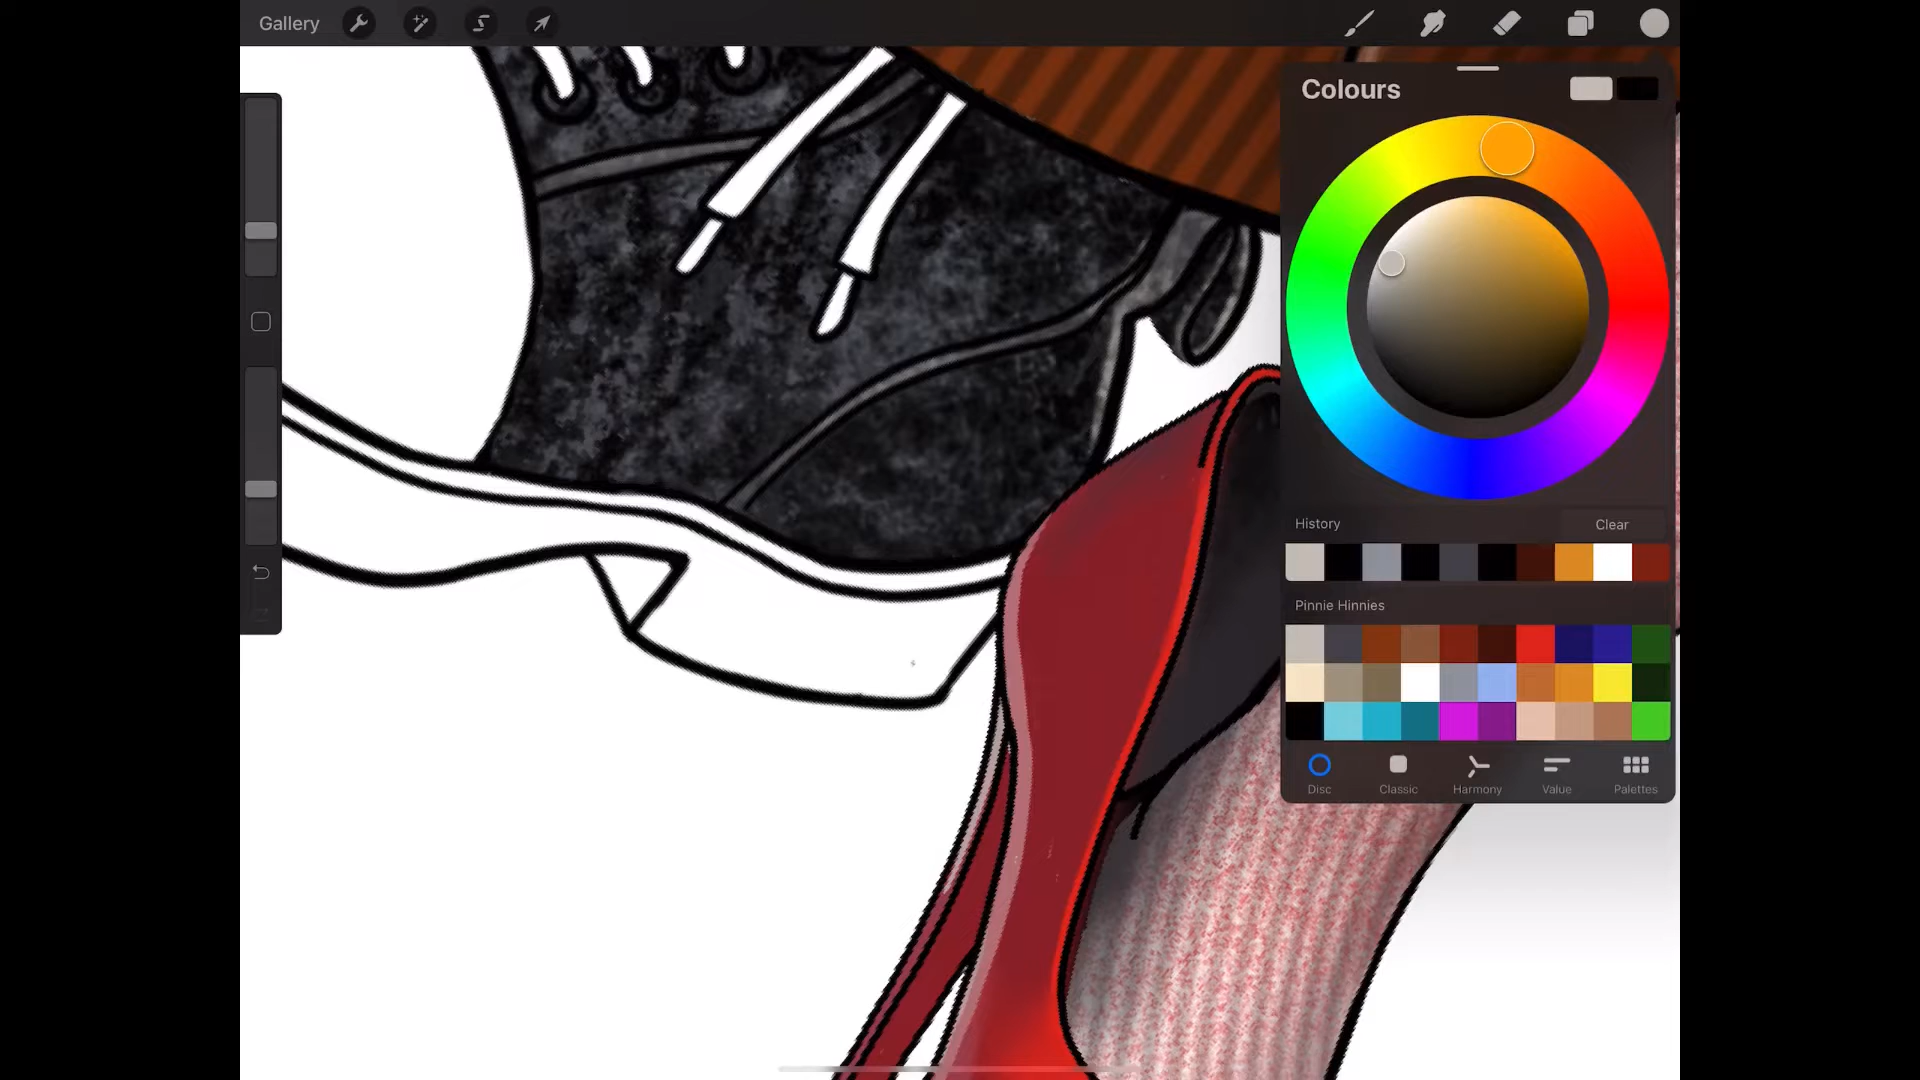 Gallery
Colours
History
Clear
Pinnie Hinnies
Disc
Classic
Harmony
Value
Palettes